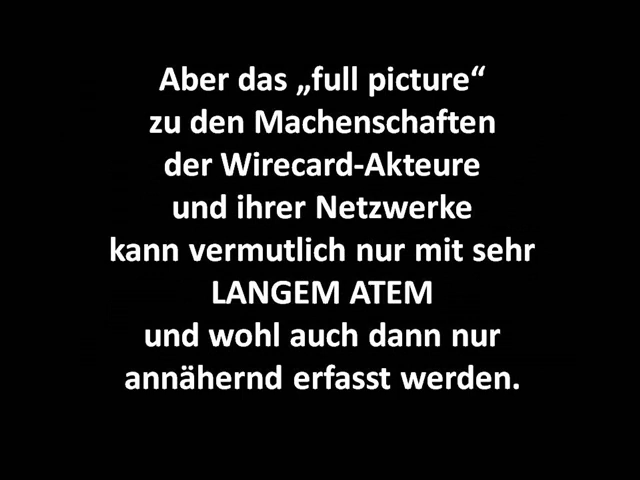 Aber das „full picture“
zu den Machenschaften
der Wirecard-Akteure
und ihrer Netzwerke
kann vermutlich nur mit sehr
LANGEM ATEM
und wohl auch dann nur
annähernd erfasst werden.